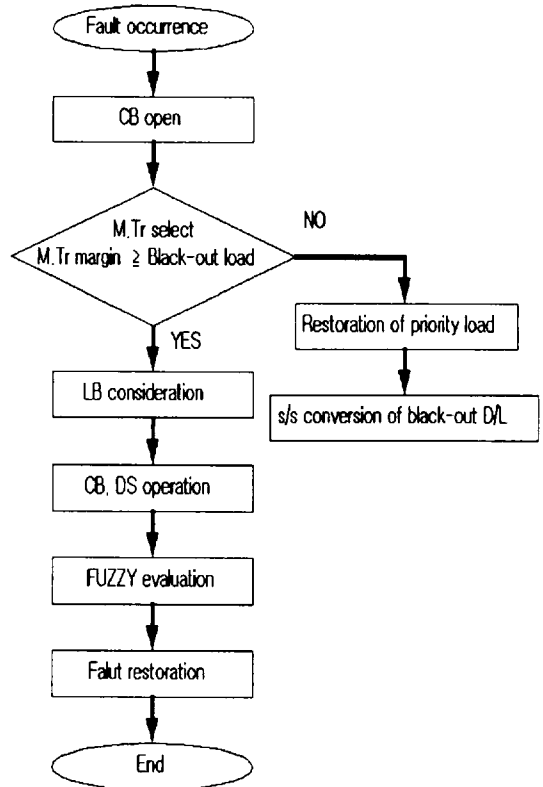 Fault occurrence
CB open
M.Tr select
M.Tr margin ≧ Black-out load
NO
YES
Restoration of priority load
s/s conversion of black-out D/L
LB consideration
CB, DS operation
FUZZY evaluation
Falut restoration
End